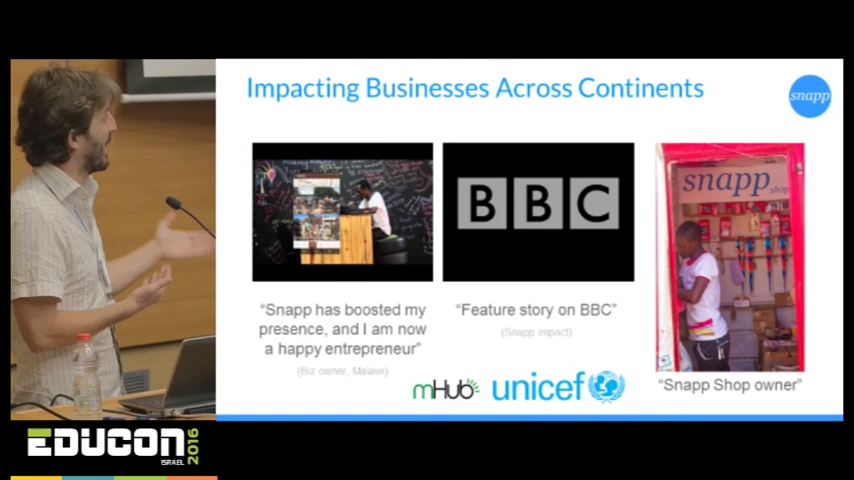 Impacting Businesses Across Continents
snapp
BBC
snapp shop
"Snapp has boosted my
presence, and I am now
a happy entrepreneur"
(Biz owner, Malawi)
"Feature story on BBC"
(Snapp impact)
"Snapp Shop owner"
mHub
unicef
EDUCON
ISRAEL
2016